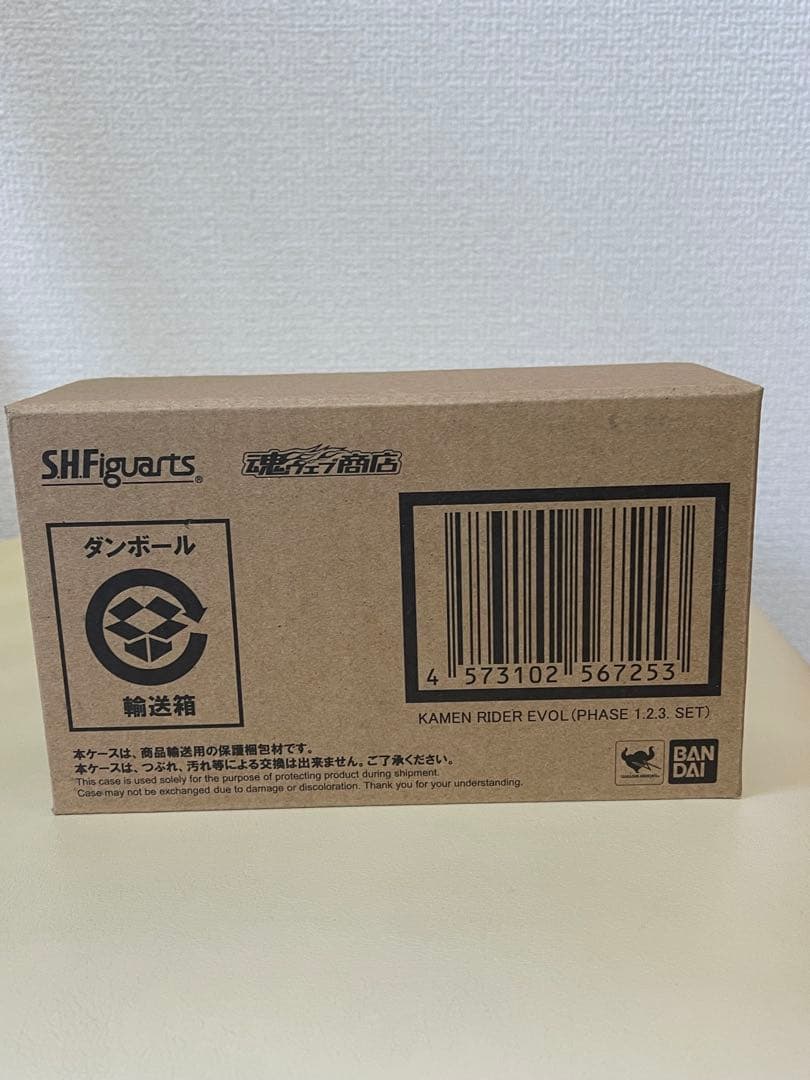 S.H.Figuarts®
魂ウェブ商店
ダンボール
輸送箱
4 573102 567253
KAMEN RIDER EVOL(PHASE 1.2.3. SET)
本ケースは、商品輸送用の保護梱包材です。
本ケースは、つぶれ、汚れ等による交換は出来ません。ご了承ください。
This case is used solely for the purpose of protecting product during shipment.
Case may not be exchanged due to damage or discoloration. Thank you for your understanding.
BAN
DAI